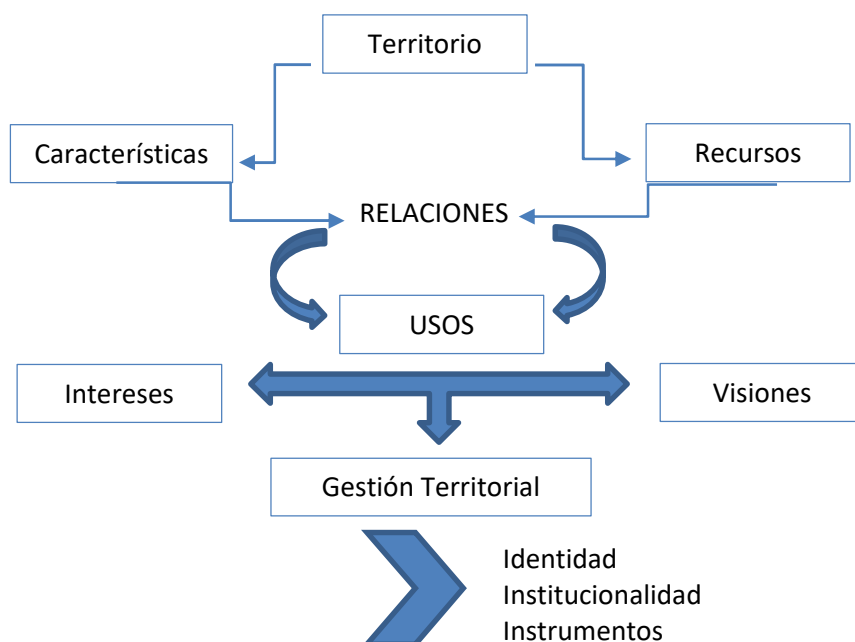 Territorio
Características
Recursos
RELACIONES
USOS
Intereses
Visiones
Gestión Territorial
Identidad
Institucionalidad
Instrumentos